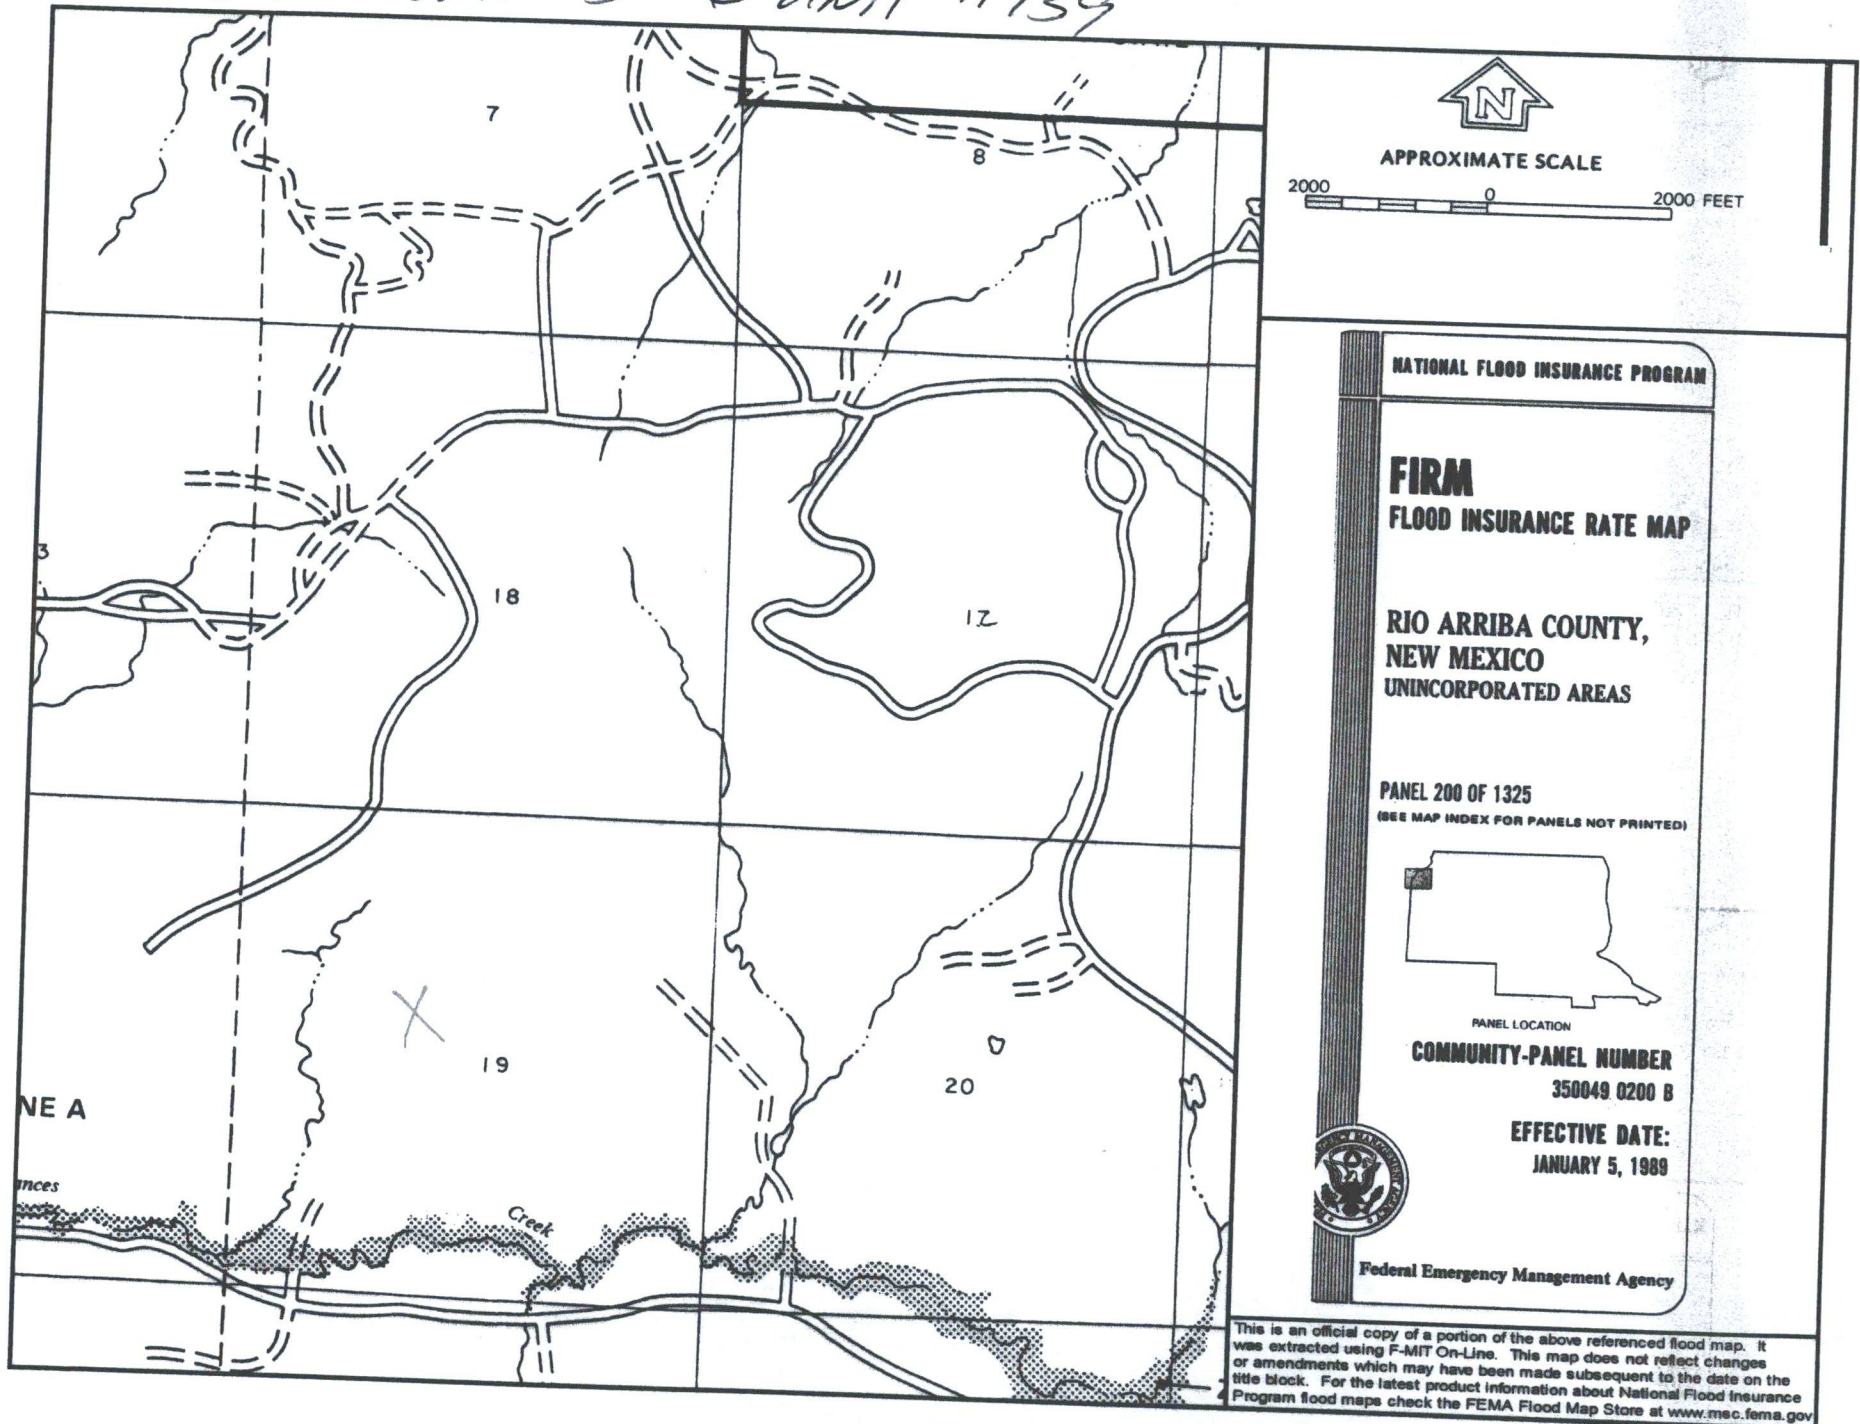 7
8
3
18
12
19
20
NE A
ances
Creek
N
APPROXIMATE SCALE
2000 0 2000 FEET
NATIONAL FLOOD INSURANCE PROGRAM
FIRM
FLOOD INSURANCE RATE MAP
RIO ARRIBA COUNTY,
NEW MEXICO
UNINCORPORATED AREAS
PANEL 200 OF 1325
(SEE MAP INDEX FOR PANELS NOT PRINTED)
PANEL LOCATION
COMMUNITY-PANEL NUMBER
350049 0200 B
EFFECTIVE DATE:
JANUARY 5, 1989
Federal Emergency Management Agency
This is an official copy of a portion of the above referenced flood map. It
was extracted using F-MIT On-Line. This map does not reflect changes
or amendments which may have been made subsequent to the date on the
title block. For the latest product information about National Flood Insurance
Program flood maps check the FEMA Flood Map Store at www.msc.fema.gov